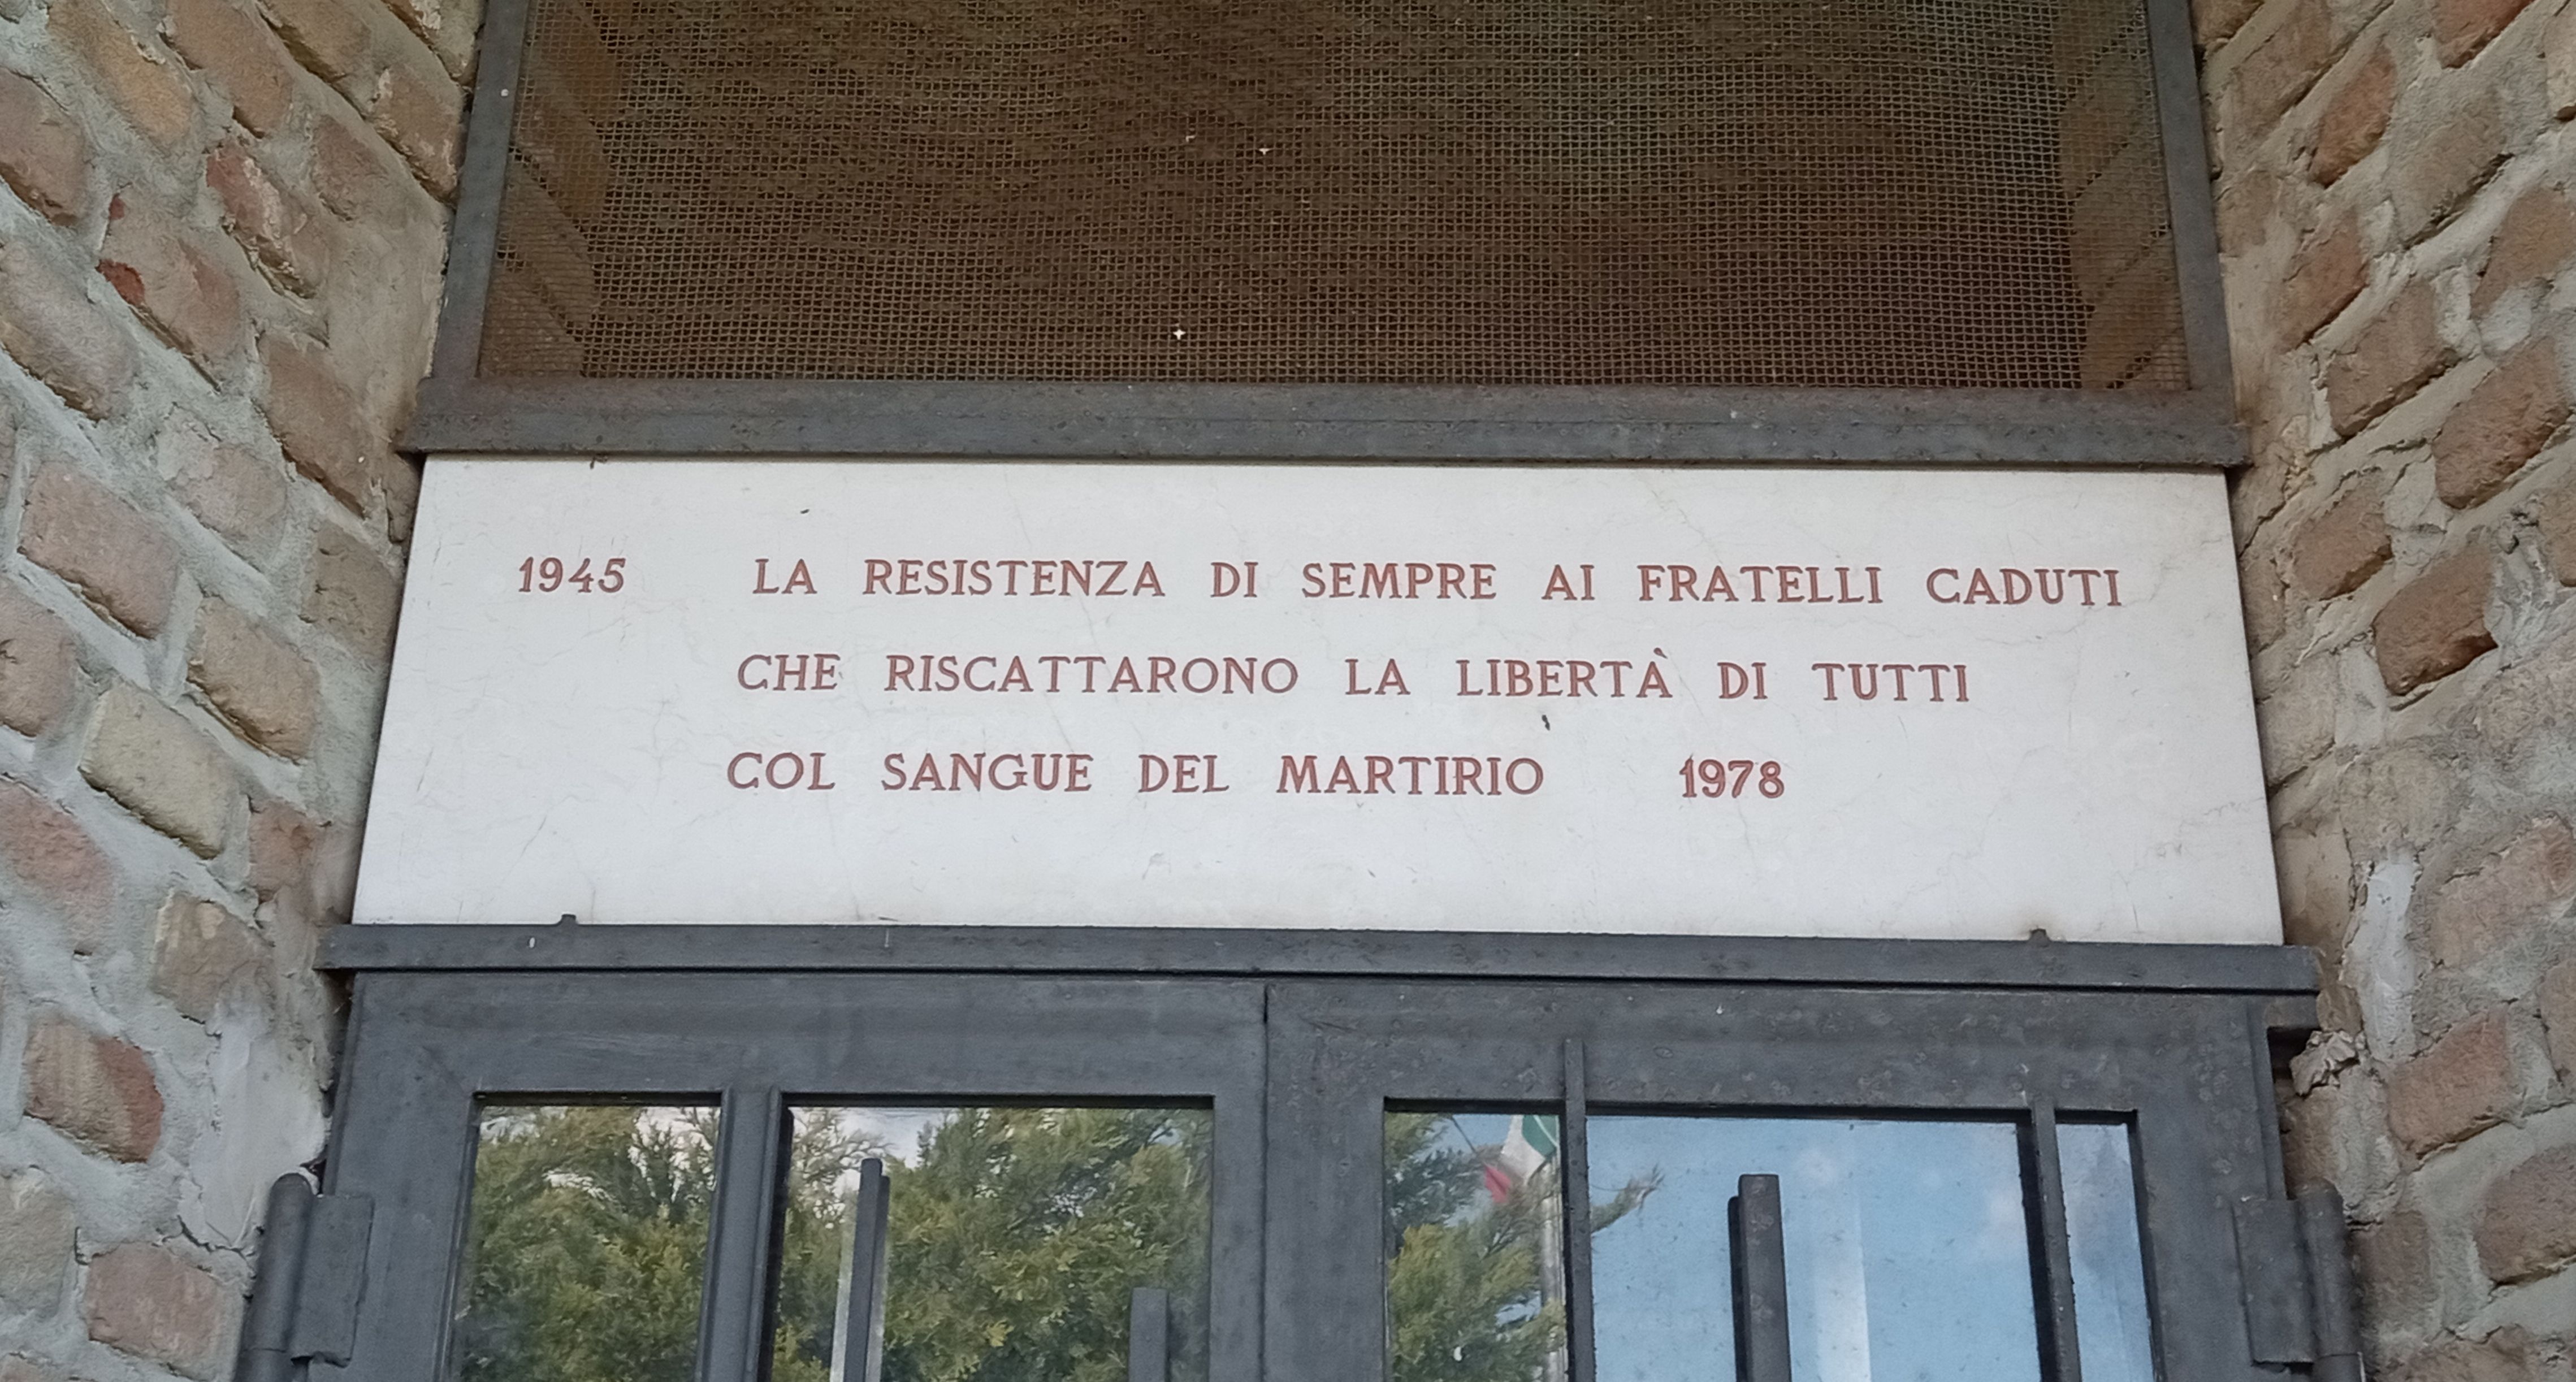 1945 LA RESISTENZA DI SEMPRE AI FRATELLI CADUTI
CHE RISCATTARONO LA LIBERTÀ DI TUTTI
COL SANGUE DEL MARTIRIO 1978